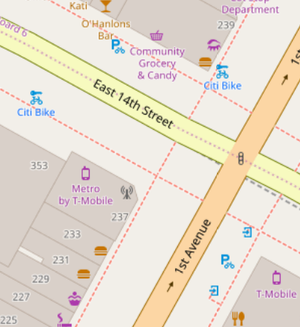 Kati
O'Hanlons
Bar
Department
239
Community
Grocery
& Candy
Citi Bike
East 14th Street
Citi Bike
353
Metro
by T-Mobile
237
233
231
229
227
225
1st Avenue
T-Mobile